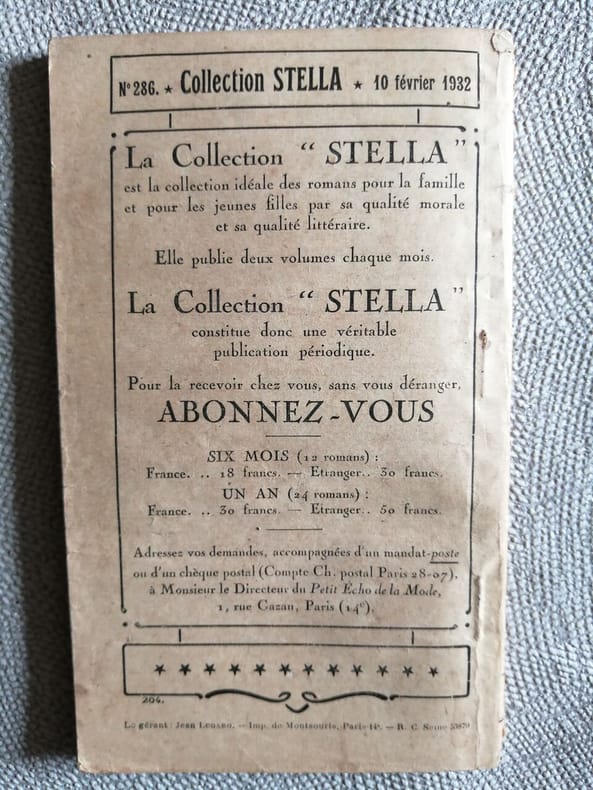 N° 286. ★ Collection STELLA ★ 10 février 1932
La Collection “ STELLA ”
est la collection idéale des romans pour la famille
et pour les jeunes filles par sa qualité morale
et sa qualité littéraire.
Elle publie deux volumes chaque mois.
La Collection “ STELLA ”
constitue donc une véritable
publication périodique.
Pour la recevoir chez vous, sans vous déranger,
ABONNEZ-VOUS
SIX MOIS (12 romans) :
France. .. 18 francs. — Etranger.. 30 francs.
UN AN (24 romans) :
France. .. 30 francs. — Etranger.. 50 francs.
Adressez vos demandes, accompagnées d'un mandat-poste
ou d'un chèque postal (Compte Ch. postal Paris 28-07),
à Monsieur le Directeur du Petit Écho de la Mode,
1, rue Gazan, Paris (14e).
★ ★ ★ ★ ★ ★ ★ ★ ★ ★ ★ ★
204.
Le gérant : Jean Lugaro. — Imp. de Montsouris, Paris-14e. — R. C. Seine 53879